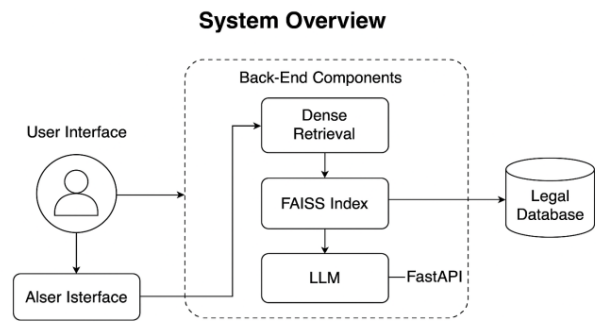 System Overview
Back-End Components
User Interface
Dense
Retrieval
FAISS Index
Legal
Database
LLM
FastAPI
Alser Isterface